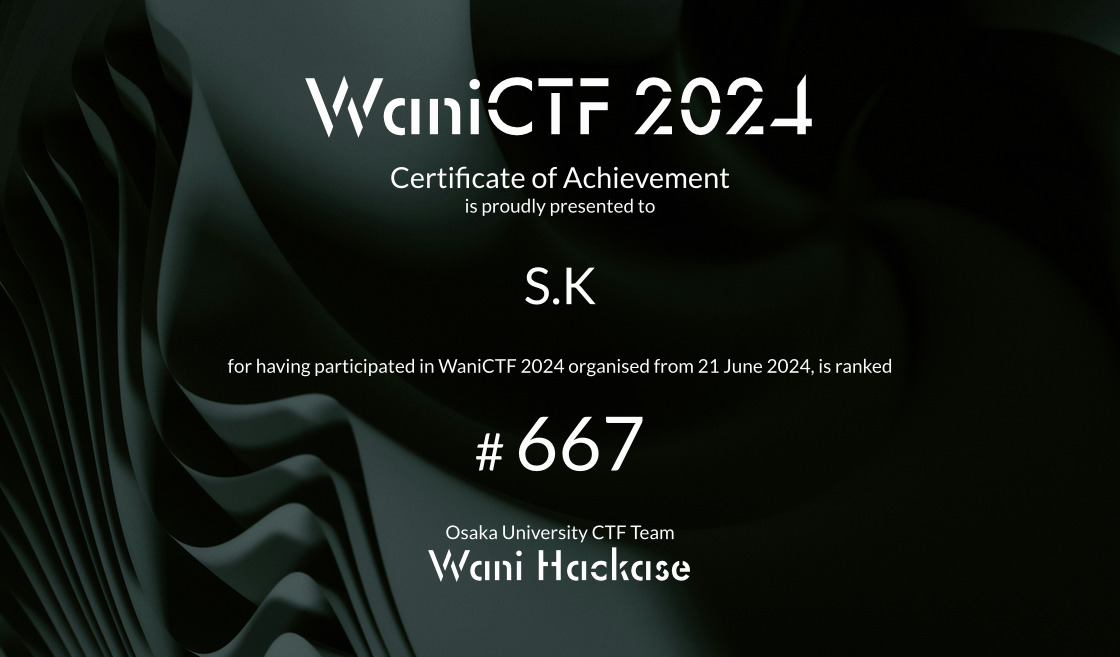 WaniCTF 2024
Certificate of Achievement
is proudly presented to
S.K
for having participated in WaniCTF 2024 organised from 21 June 2024, is ranked
# 667
Osaka University CTF Team
Wani Hackase